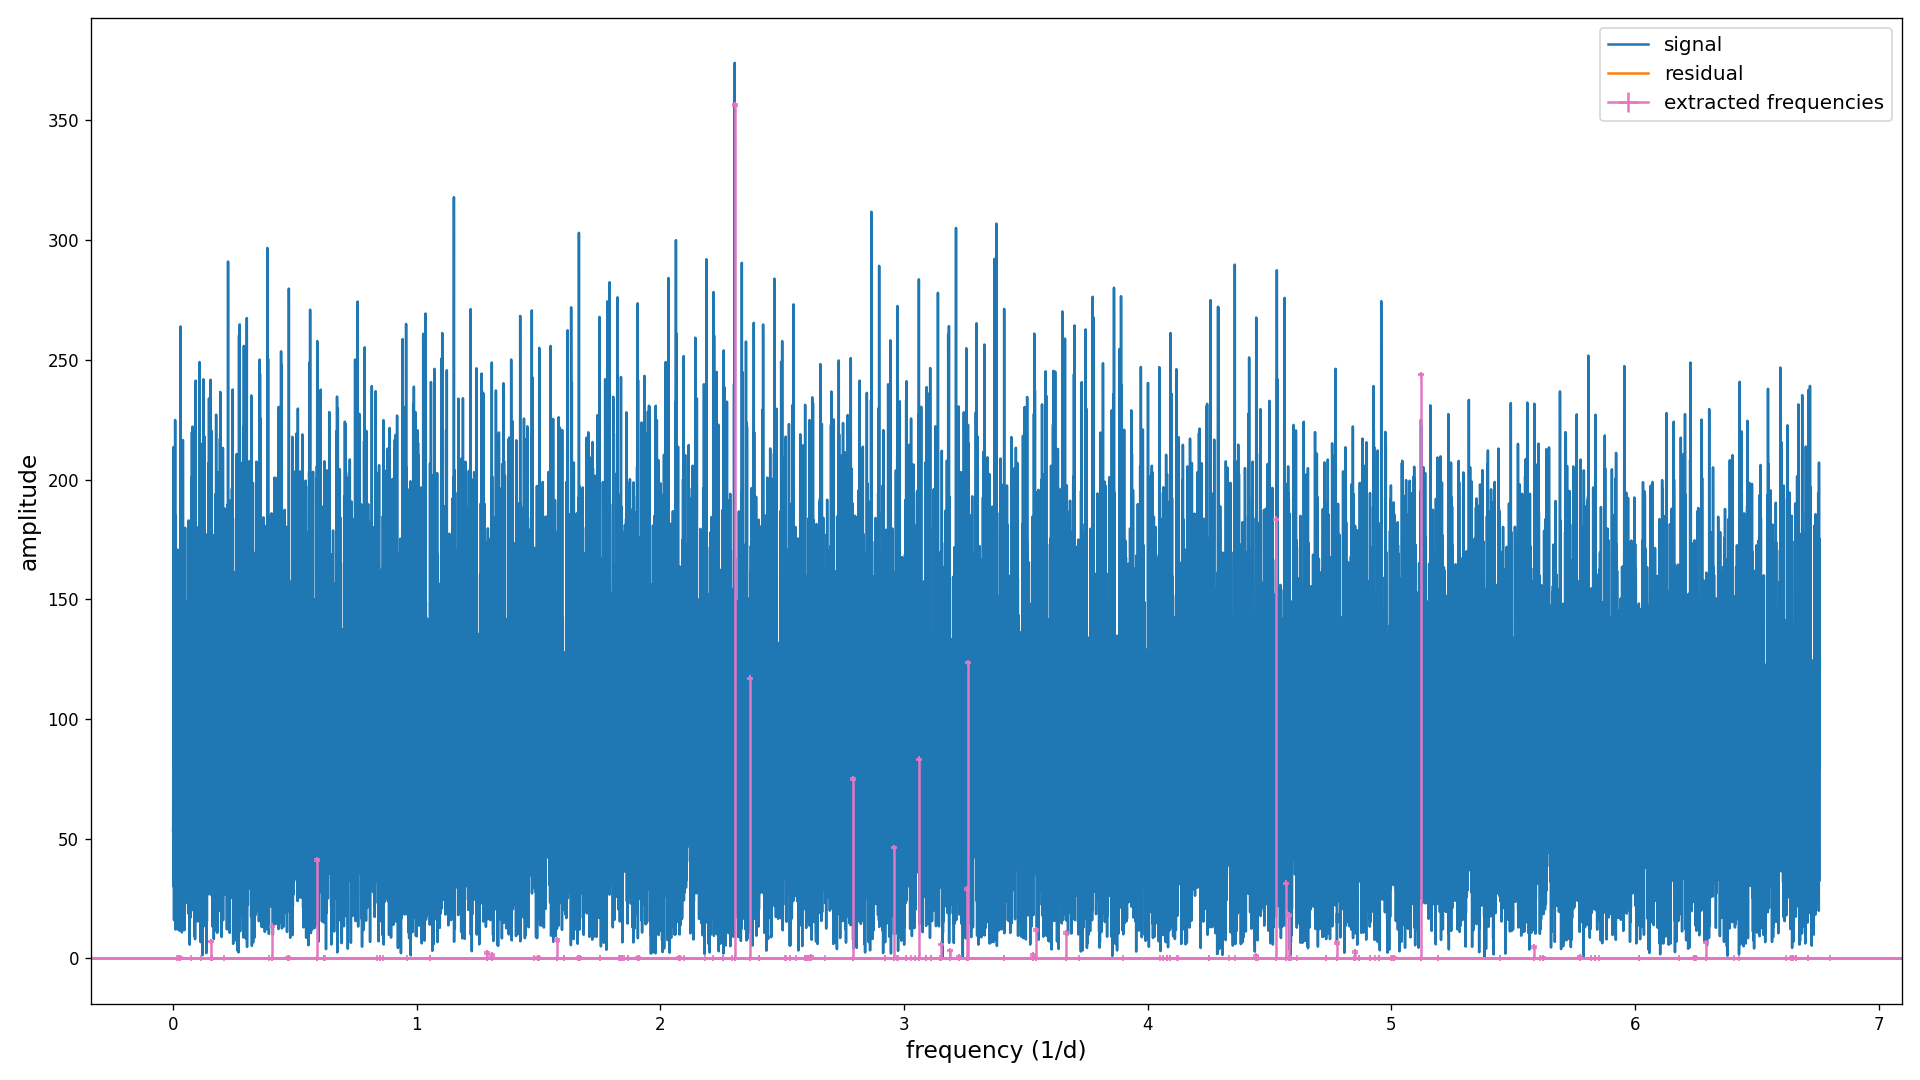 signal
residual
extracted frequencies
350
300
250
200
150
100
50
0
amplitude
0 1 2 3 4 5 6 7
frequency (1/d)